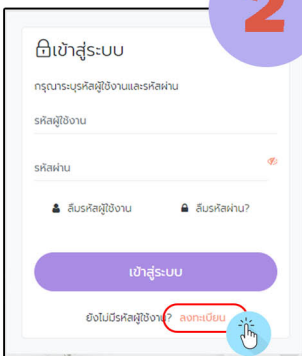 2
เข้าสู่ระบบ
กรุณาระบุรหัสผู้ใช้งานและรหัสผ่าน
รหัสผู้ใช้งาน
รหัสผ่าน
ลืมรหัสผู้ใช้งาน ลืมรหัสผ่าน?
เข้าสู่ระบบ
ยังไม่มีรหัสผู้ใช้งาน? ลงทะเบียน